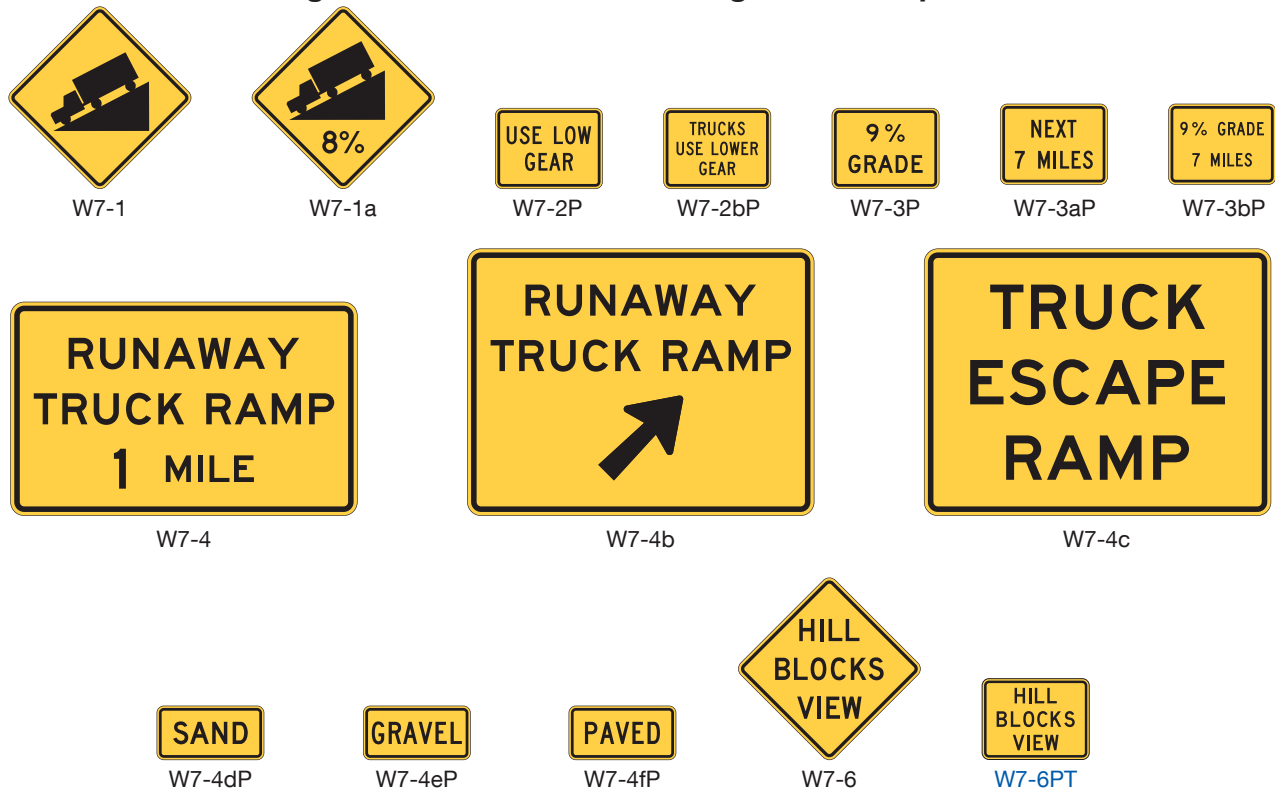 8%
W7-1
W7-1a
USE LOW
GEAR
W7-2P
TRUCKS
USE LOWER
GEAR
W7-2bP
9%
GRADE
W7-3P
NEXT
7 MILES
W7-3aP
9% GRADE
7 MILES
W7-3bP
RUNAWAY
TRUCK RAMP
1 MILE
W7-4
RUNAWAY
TRUCK RAMP
W7-4b
TRUCK
ESCAPE
RAMP
W7-4c
SAND
W7-4dP
GRAVEL
W7-4eP
PAVED
W7-4fP
HILL
BLOCKS
VIEW
W7-6
HILL
BLOCKS
VIEW
W7-6PT